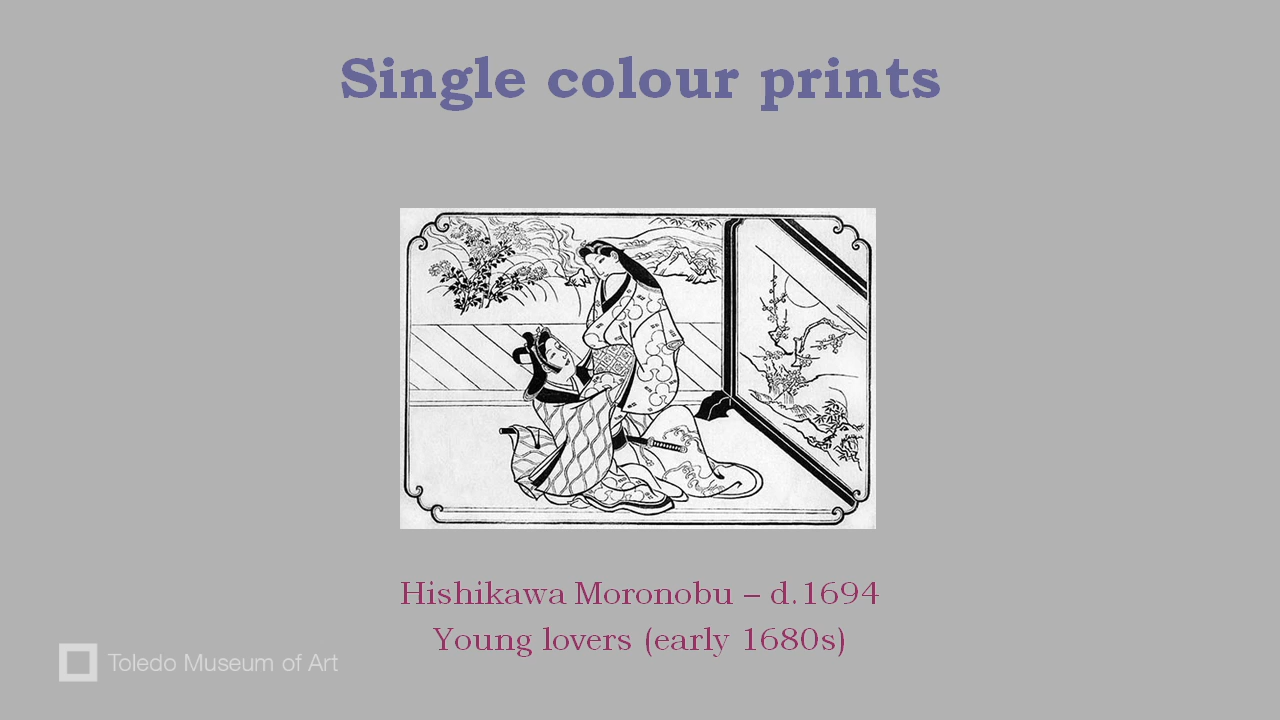 Single colour prints
Hishikawa Moronobu – d.1694
Young lovers (early 1680s)
Toledo Museum of Art